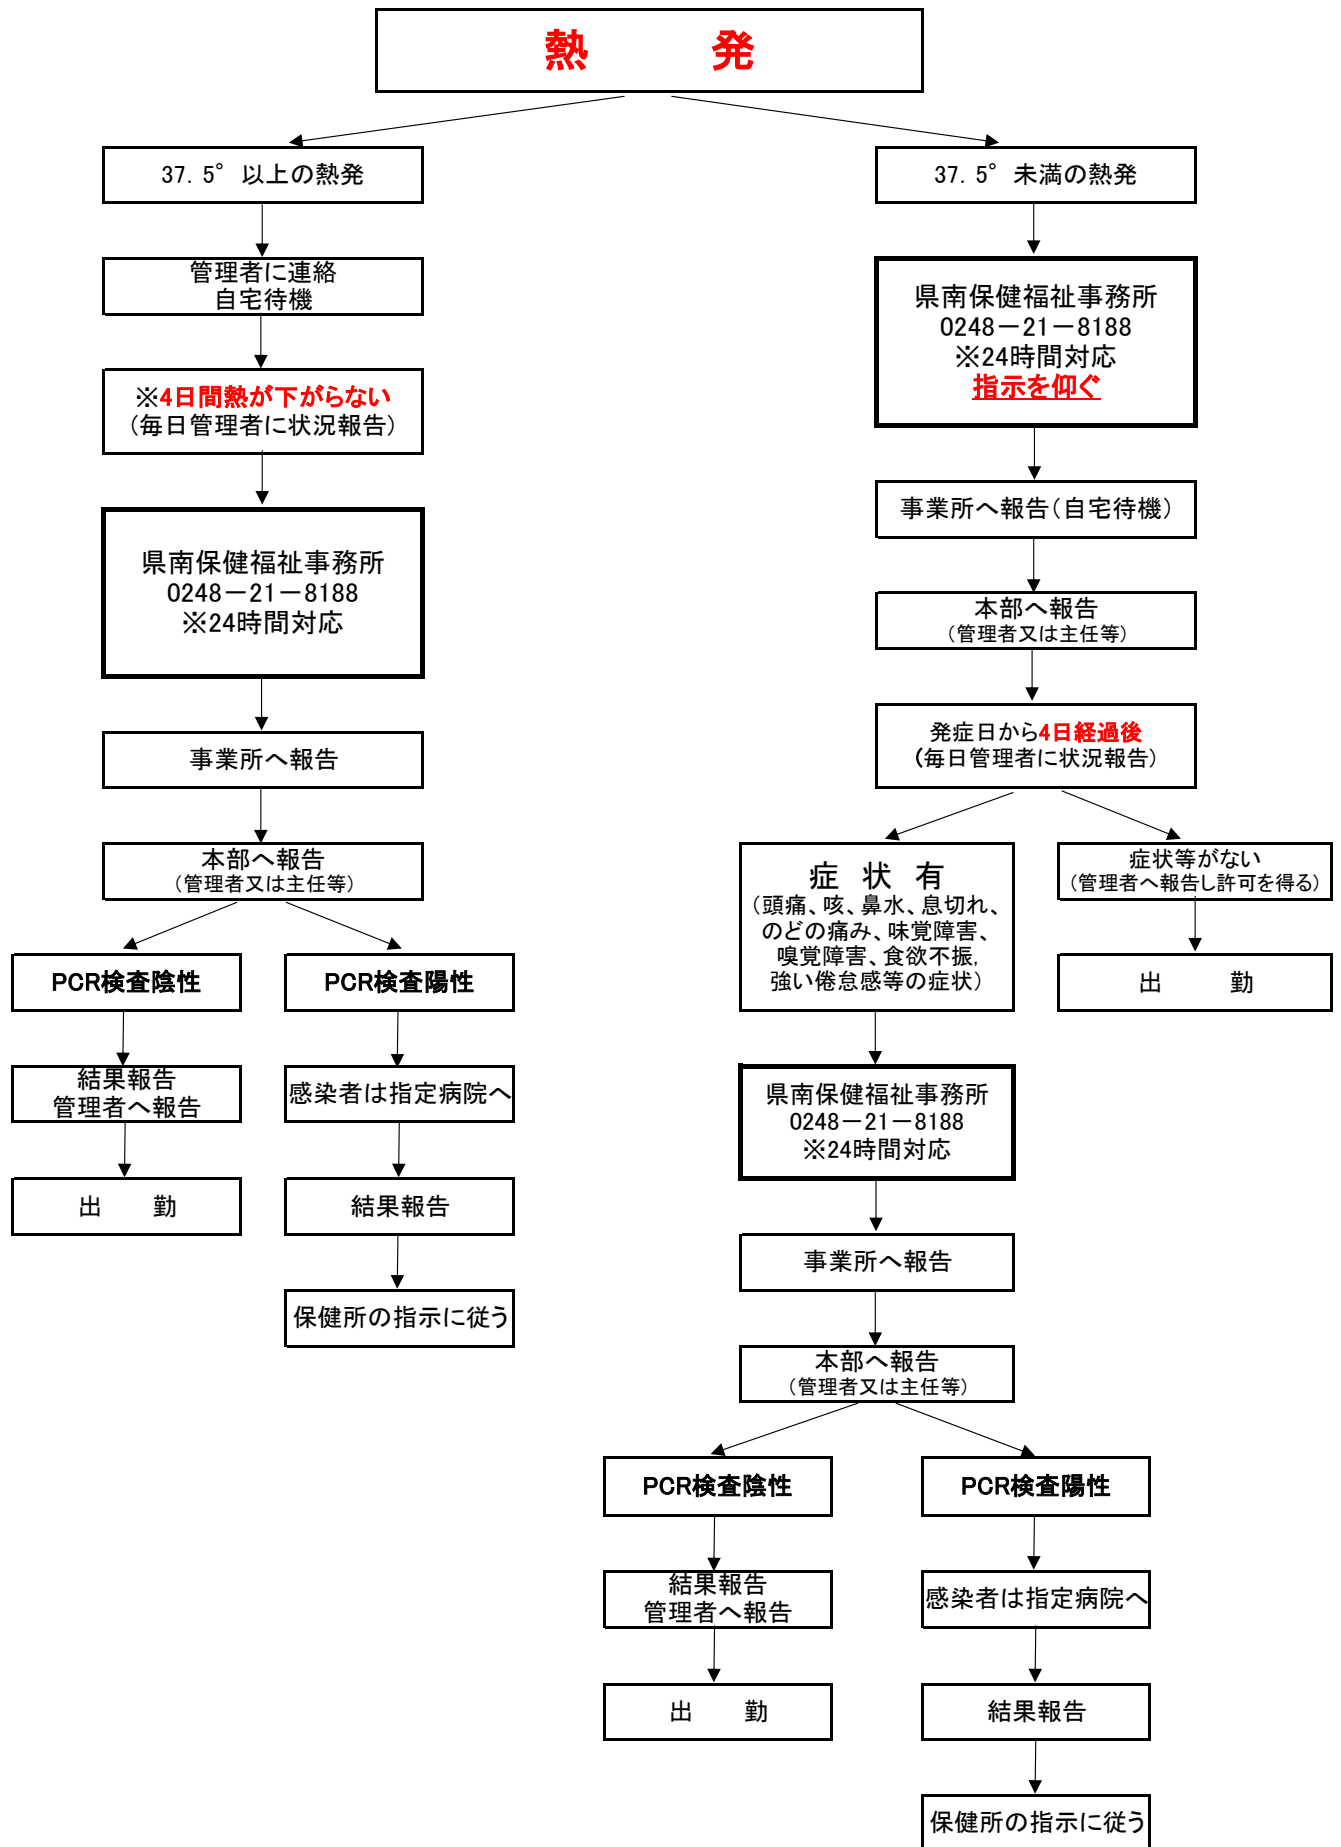 熱　　発
37.5°以上の熱発
管理者に連絡
自宅待機
※4日間熱が下がらない
(毎日管理者に状況報告)
県南保健福祉事務所
0248－21－8188
※24時間対応
事業所へ報告
本部へ報告
(管理者又は主任等)
PCR検査陰性
結果報告
管理者へ報告
出　　勤
PCR検査陽性
感染者は指定病院へ
結果報告
保健所の指示に従う
37.5°未満の熱発
県南保健福祉事務所
0248－21－8188
※24時間対応
指示を仰ぐ
事業所へ報告(自宅待機)
本部へ報告
(管理者又は主任等)
発症日から4日経過後
(毎日管理者に状況報告)
症　状　有
(頭痛、咳、鼻水、息切れ、
のどの痛み、味覚障害、
嗅覚障害、食欲不振,
強い倦怠感等の症状)
県南保健福祉事務所
0248－21－8188
※24時間対応
事業所へ報告
本部へ報告
(管理者又は主任等)
PCR検査陰性
結果報告
管理者へ報告
出　　勤
PCR検査陽性
感染者は指定病院へ
結果報告
保健所の指示に従う
症状等がない
(管理者へ報告し許可を得る)
出　　勤